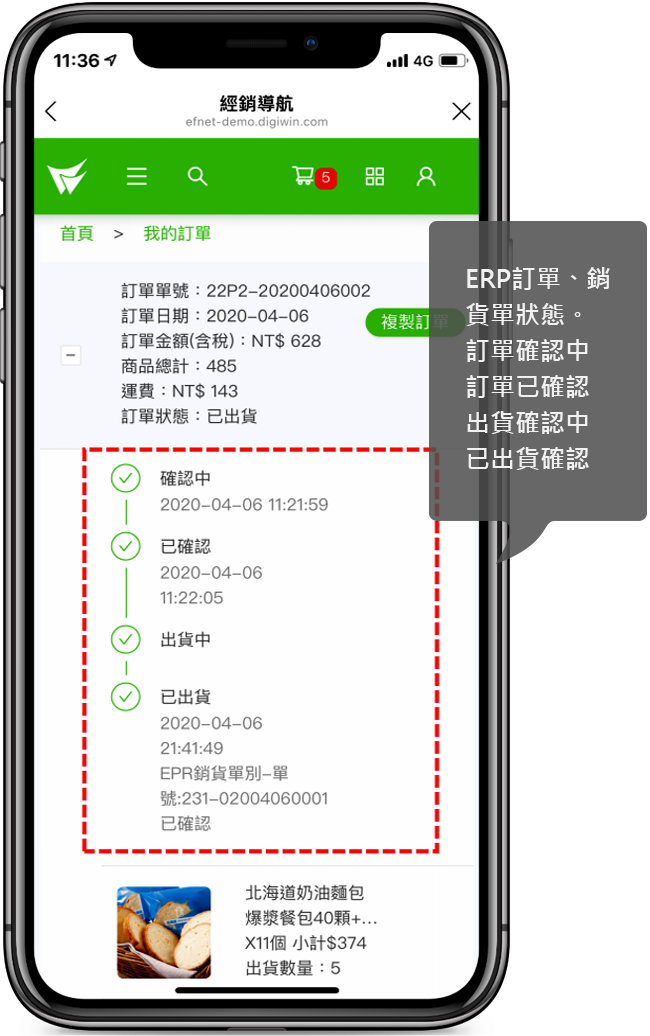 11:36
4G
經銷導航
efnet-demo.digiwin.com
5
首頁 > 我的訂單
訂單單號：22P2-20200406002
訂單日期：2020-04-06
複製訂單
訂單金額(含稅)：NT$ 628
商品總計：485
運費：NT$ 143
訂單狀態：已出貨
ERP訂單、銷
貨單狀態。
訂單確認中
訂單已確認
出貨確認中
已出貨確認
確認中
2020-04-06 11:21:59
已確認
2020-04-06
11:22:05
出貨中
已出貨
2020-04-06
21:41:49
EPR銷貨單別-單
號:231-02004060001
已確認
北海道奶油麵包
爆漿餐包40顆+...
X11個 小計$374
出貨數量：5